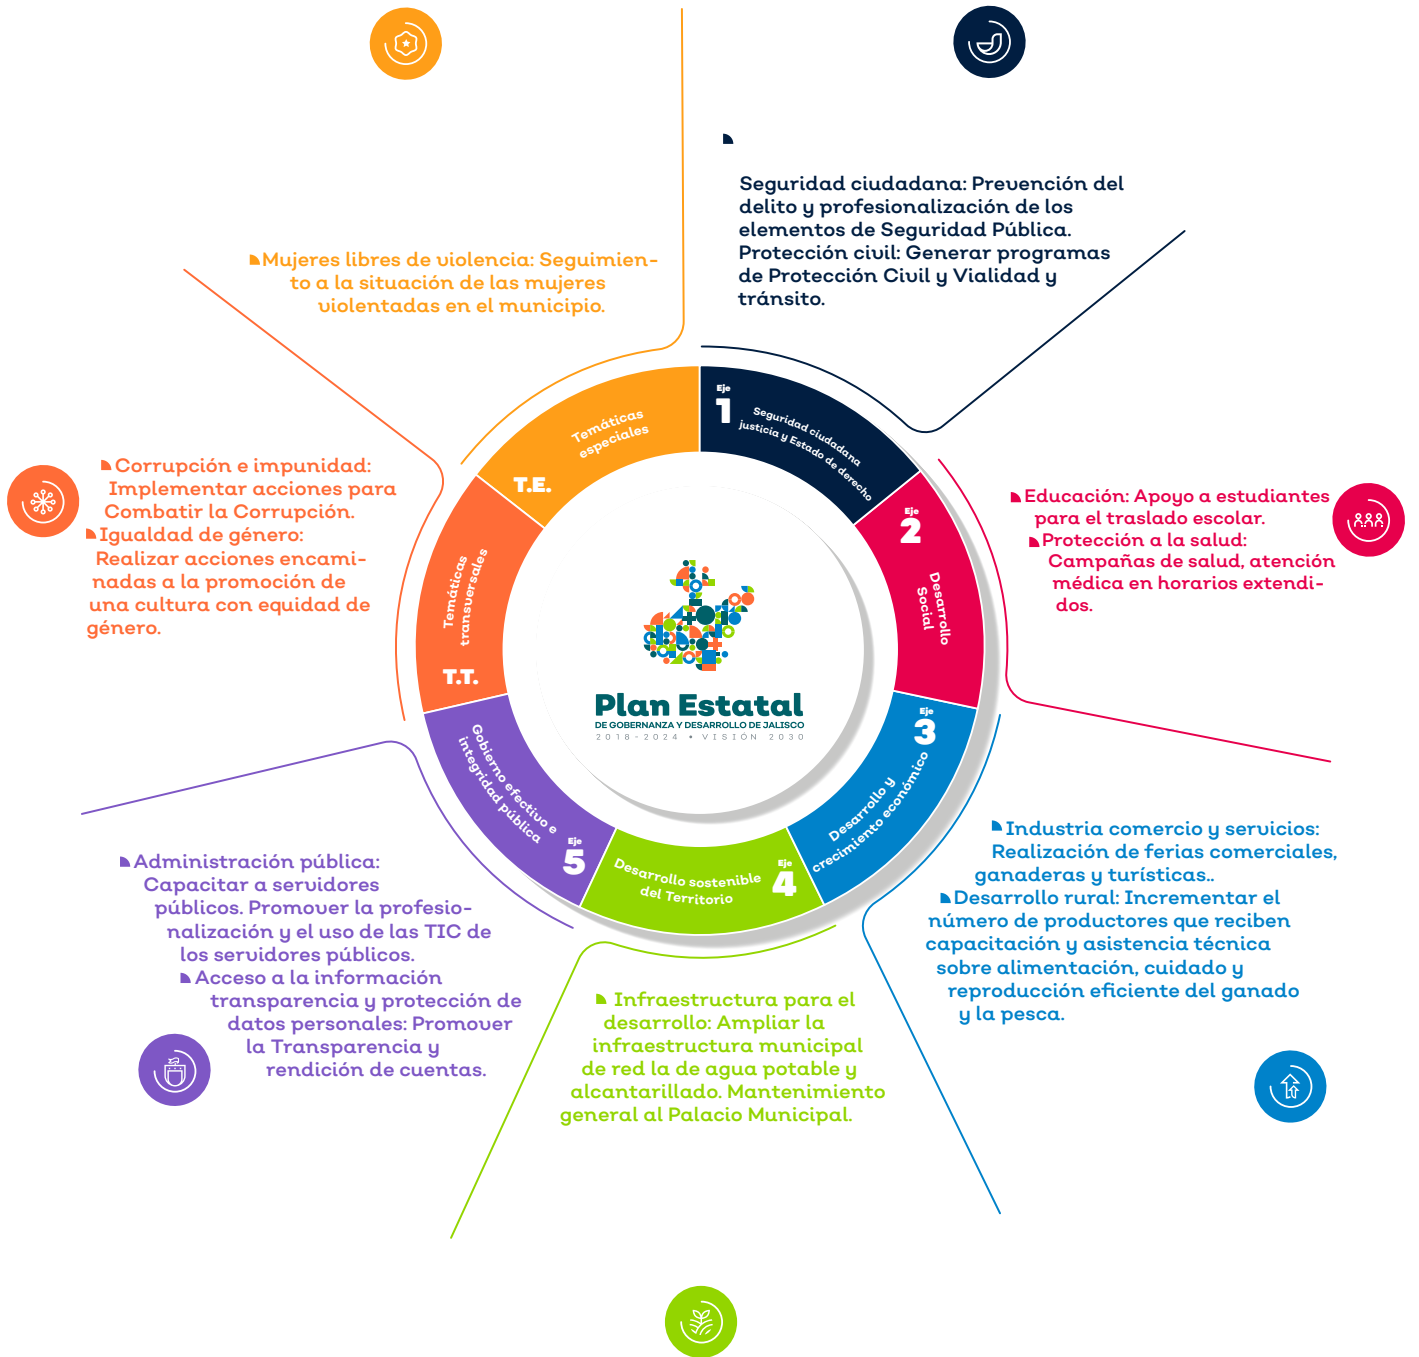 Seguridad ciudadana: Prevención del
delito y profesionalización de los
elementos de Seguridad Pública.
Protección civil: Generar programas
de Protección Civil y Vialidad y
tránsito.
Mujeres libres de violencia: Seguimien-
to a la situación de las mujeres
violentadas en el municipio.
Corrupción e impunidad:
Implementar acciones para
Combatir la Corrupción.
Igualdad de género:
Realizar acciones encami-
nadas a la promoción de
una cultura con equidad de
género.
Educación: Apoyo a estudiantes
para el traslado escolar.
Protección a la salud:
Campañas de salud, atención
médica en horarios extendi-
dos.
Eje
1
Seguridad ciudadana
justicia y Estado de derecho
Eje
2
Desarrollo
Social
Eje
3
Desarrollo y
crecimiento económico
Eje
4
Desarrollo sostenible
del Territorio
Eje
5
Gobierno efectivo e
integridad pública
T.T.
Temáticas
transversales
T.E.
Temáticas
especiales
Plan Estatal
DE GOBERNANZA Y DESARROLLO DE JALISCO
2018-2024 • VISIÓN 2030
Administración pública:
Capacitar a servidores
públicos. Promover la profesio-
nalización y el uso de las TIC de
los servidores públicos.
Acceso a la información
transparencia y protección de
datos personales: Promover
la Transparencia y
rendición de cuentas.
Infraestructura para el
desarrollo: Ampliar la
infraestructura municipal
de red la de agua potable y
alcantarillado. Mantenimiento
general al Palacio Municipal.
Industria comercio y servicios:
Realización de ferias comerciales,
ganaderas y turísticas..
Desarrollo rural: Incrementar el
número de productores que reciben
capacitación y asistencia técnica
sobre alimentación, cuidado y
reproducción eficiente del ganado
y la pesca.